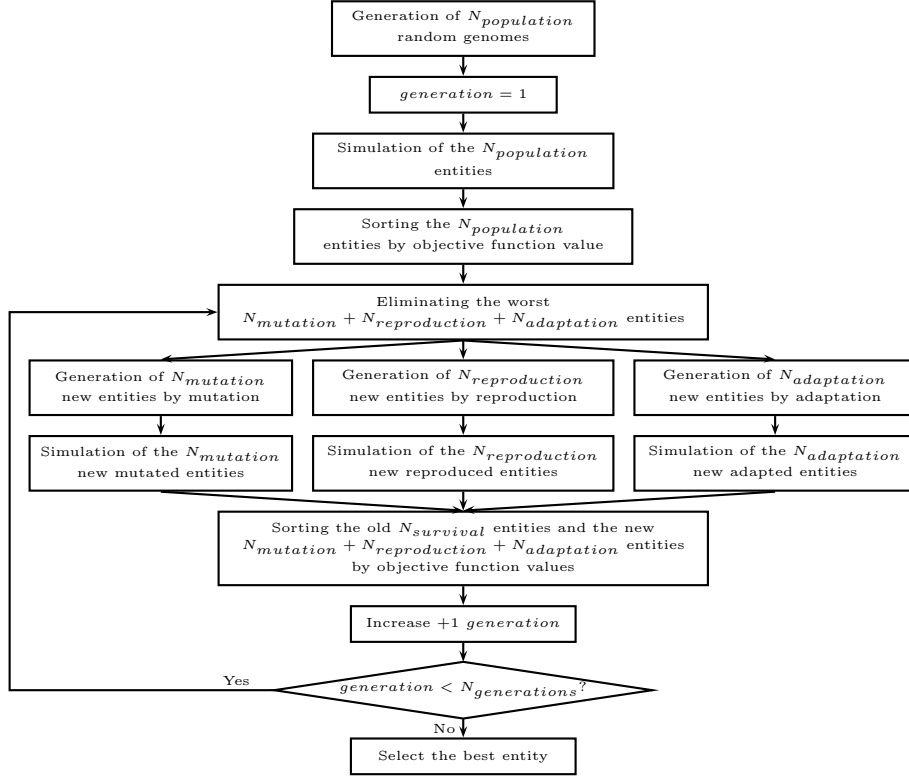 Generation of N_population
random genomes
generation = 1
Simulation of the N_population
entities
Sorting the N_population
entities by objective function value
Eliminating the worst
N_mutation + N_reproduction + N_adaptation entities
Generation of N_mutation
new entities by mutation
Generation of N_reproduction
new entities by reproduction
Generation of N_adaptation
new entities by adaptation
Simulation of the N_mutation
new mutated entities
Simulation of the N_reproduction
new reproduced entities
Simulation of the N_adaptation
new adapted entities
Sorting the old N_survival entities and the new
N_mutation + N_reproduction + N_adaptation entities
by objective function values
Increase +1 generation
Yes
generation < N_generations?
No
Select the best entity